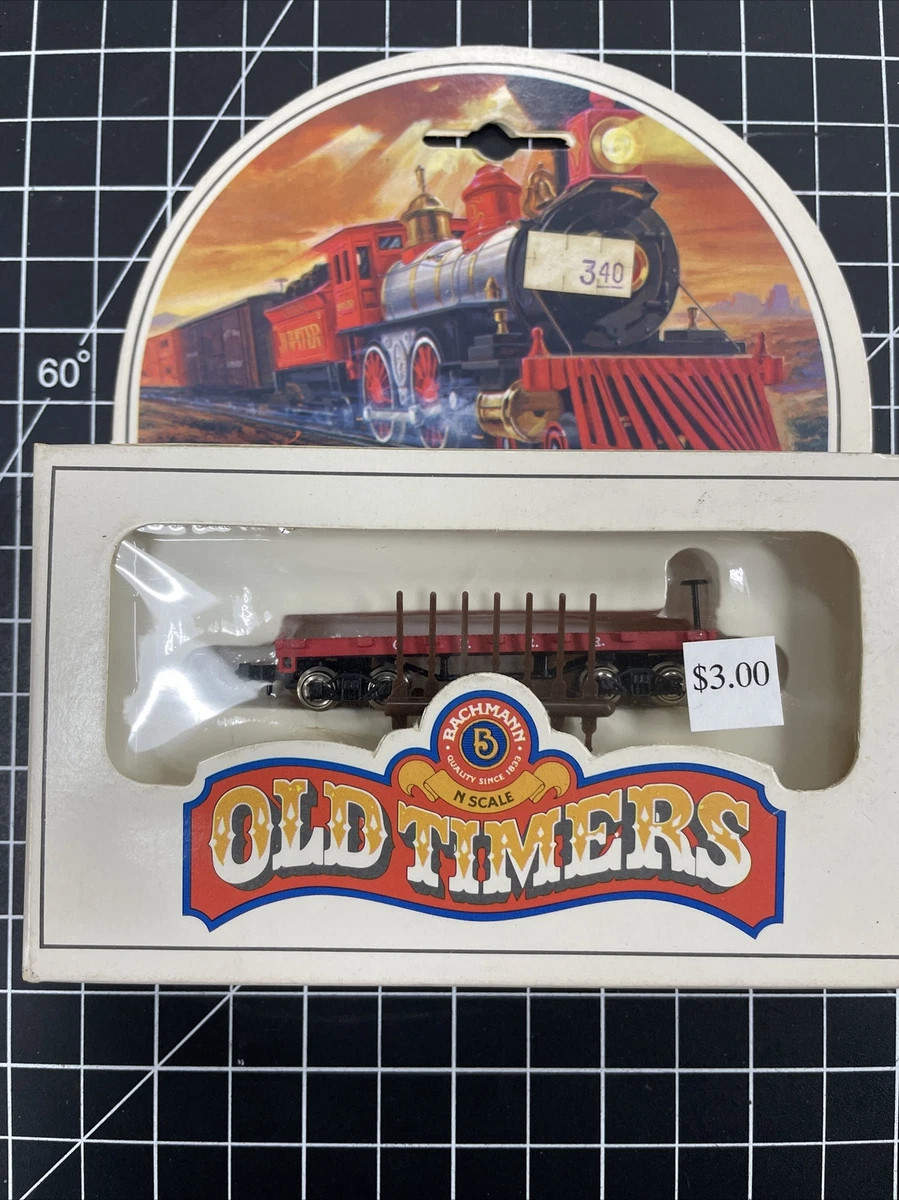 340
60°
JUPITER
$3.00
BACHMANN
B
QUALITY SINCE 1833
N SCALE
OLD TIMERS